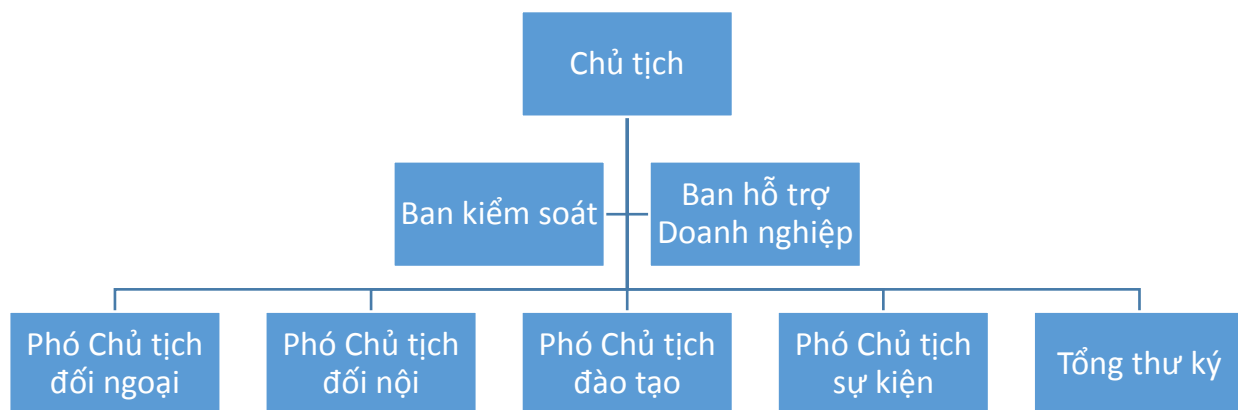 Chủ tịch
Ban kiểm soát
Ban hỗ trợ
Doanh nghiệp
Phó Chủ tịch
đối ngoại
Phó Chủ tịch
đối nội
Phó Chủ tịch
đào tạo
Phó Chủ tịch
sự kiện
Tổng thư ký